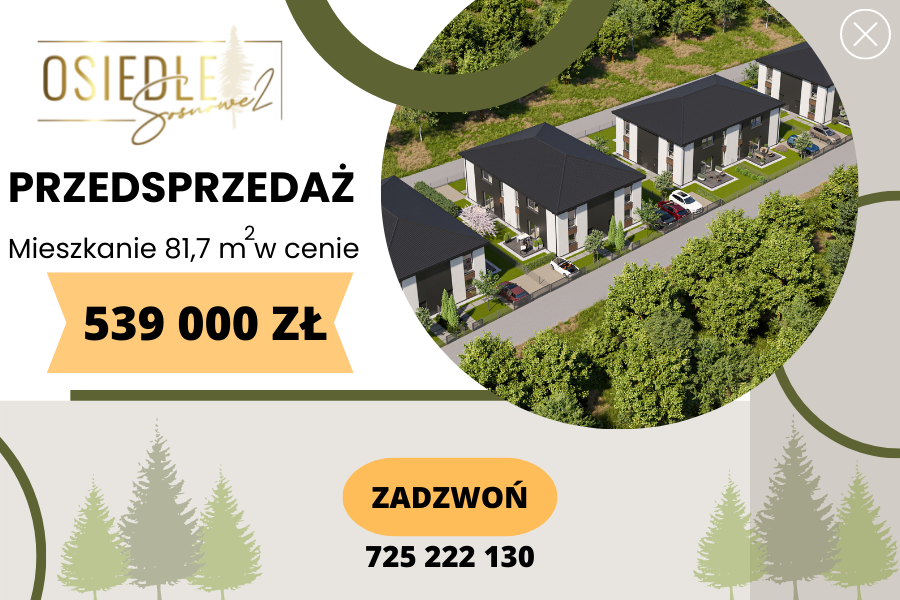 OSIEDLE
Sosnowe 2
PRZEDSPRZEDAŻ
Mieszkanie 81,7 m² w cenie
539 000 ZŁ
ZADZWOŃ
725 222 130